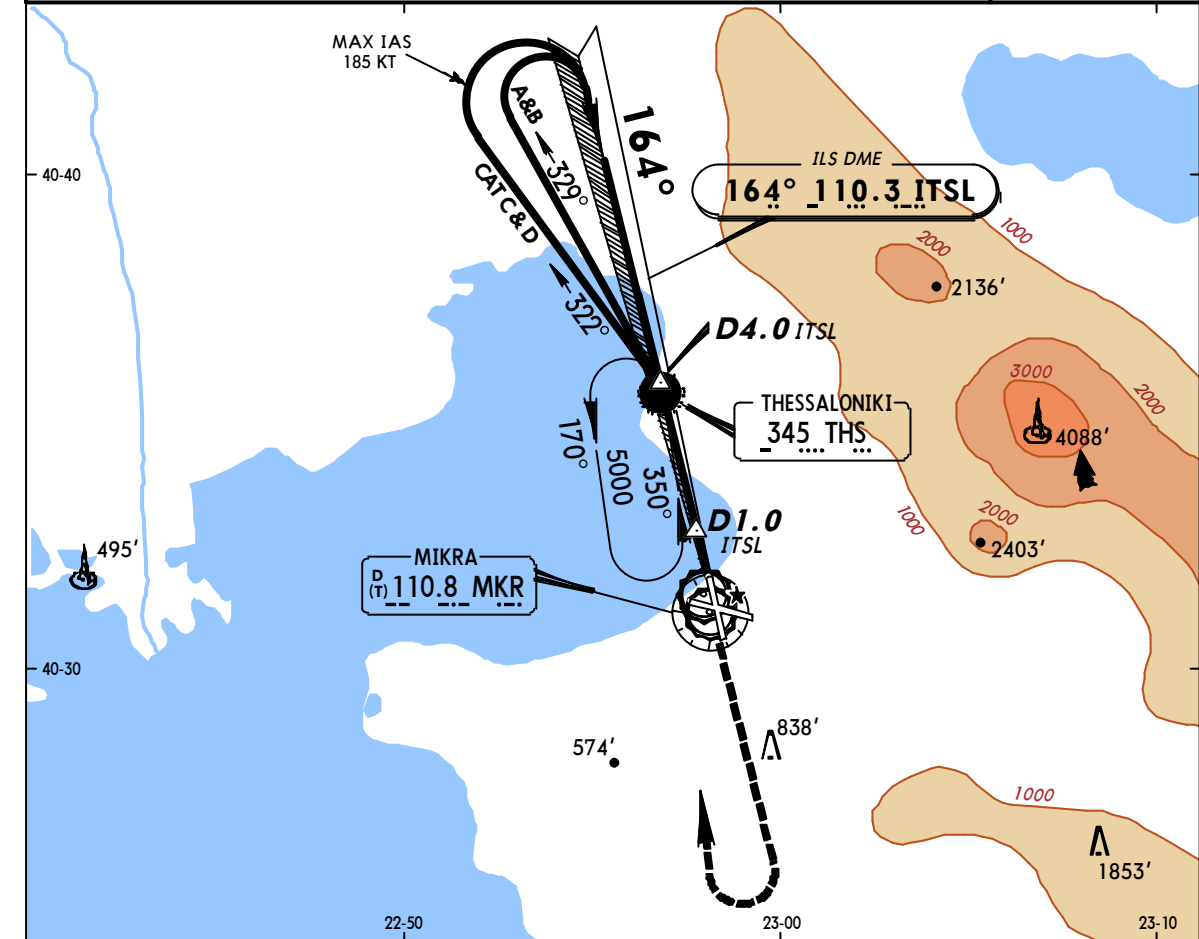 MAX IAS
185 KT
A&B
329°
CAT C & D
322°
164°
40-40
ILS DME
164° 110.3 ITSL
1000
2000
2136'
D4.0 ITSL
3000
2000
THESSALONIKI
345 THS
4088'
170°
5000
350°
1000
2000
2403'
D1.0
ITSL
495'
MIKRA
D
(T) 110.8 MKR
40-30
838'
574'
1000
1853'
22-50
23-00
23-10